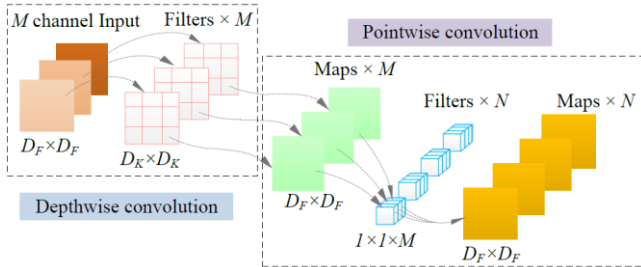 M channel Input
Filters × M
D_F×D_F
D_K×D_K
Depthwise convolution
Pointwise convolution
Maps × M
Filters × N
Maps × N
D_F×D_F
1×1×M
D_F×D_F